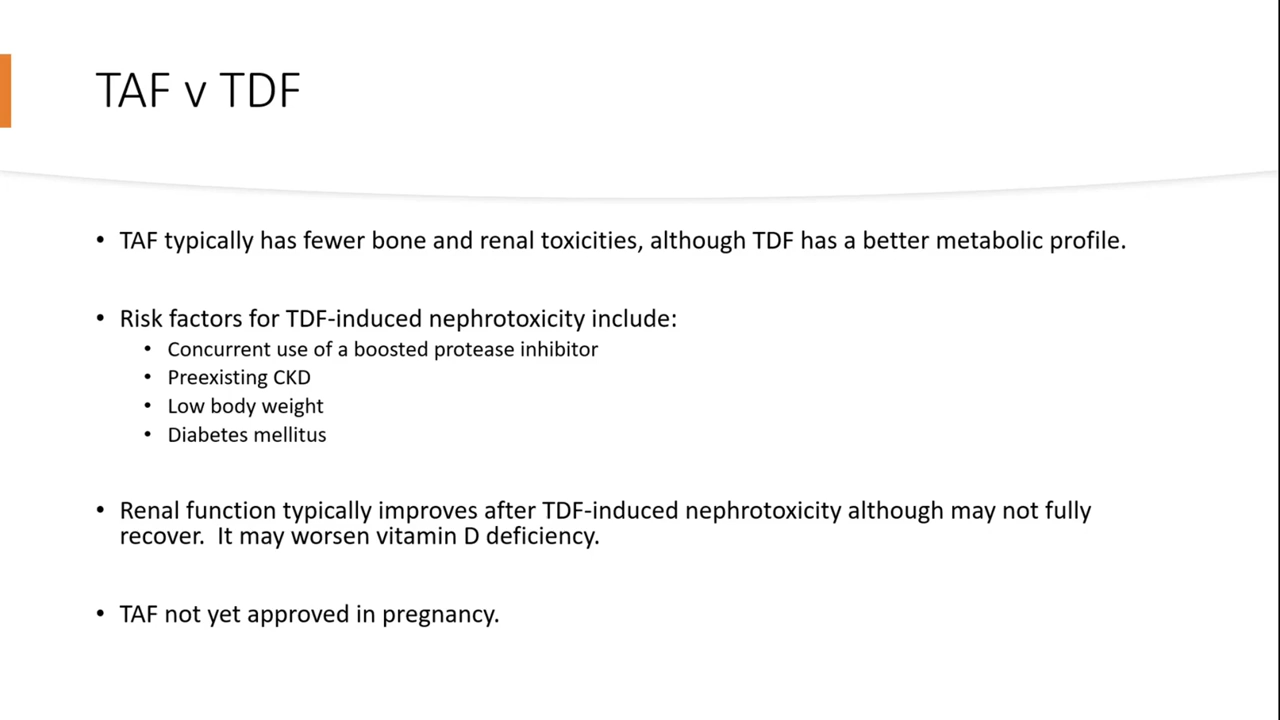 TAF v TDF
• TAF typically has fewer bone and renal toxicities, although TDF has a better metabolic profile.
• Risk factors for TDF-induced nephrotoxicity include:
• Concurrent use of a boosted protease inhibitor
• Preexisting CKD
• Low body weight
• Diabetes mellitus
• Renal function typically improves after TDF-induced nephrotoxicity although may not fully
recover.  It may worsen vitamin D deficiency.
• TAF not yet approved in pregnancy.